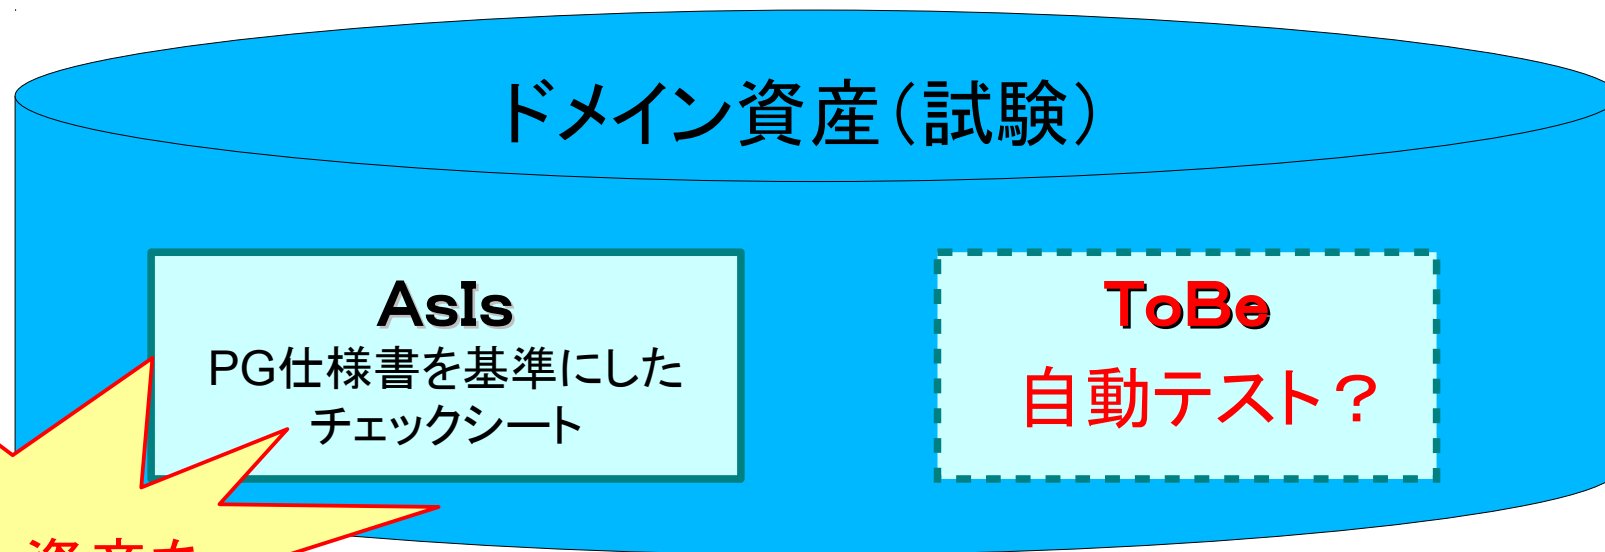 ドメイン資産（試験）
AsIs
PG仕様書を基準にした
チェックシート
ToBe
自動テスト？